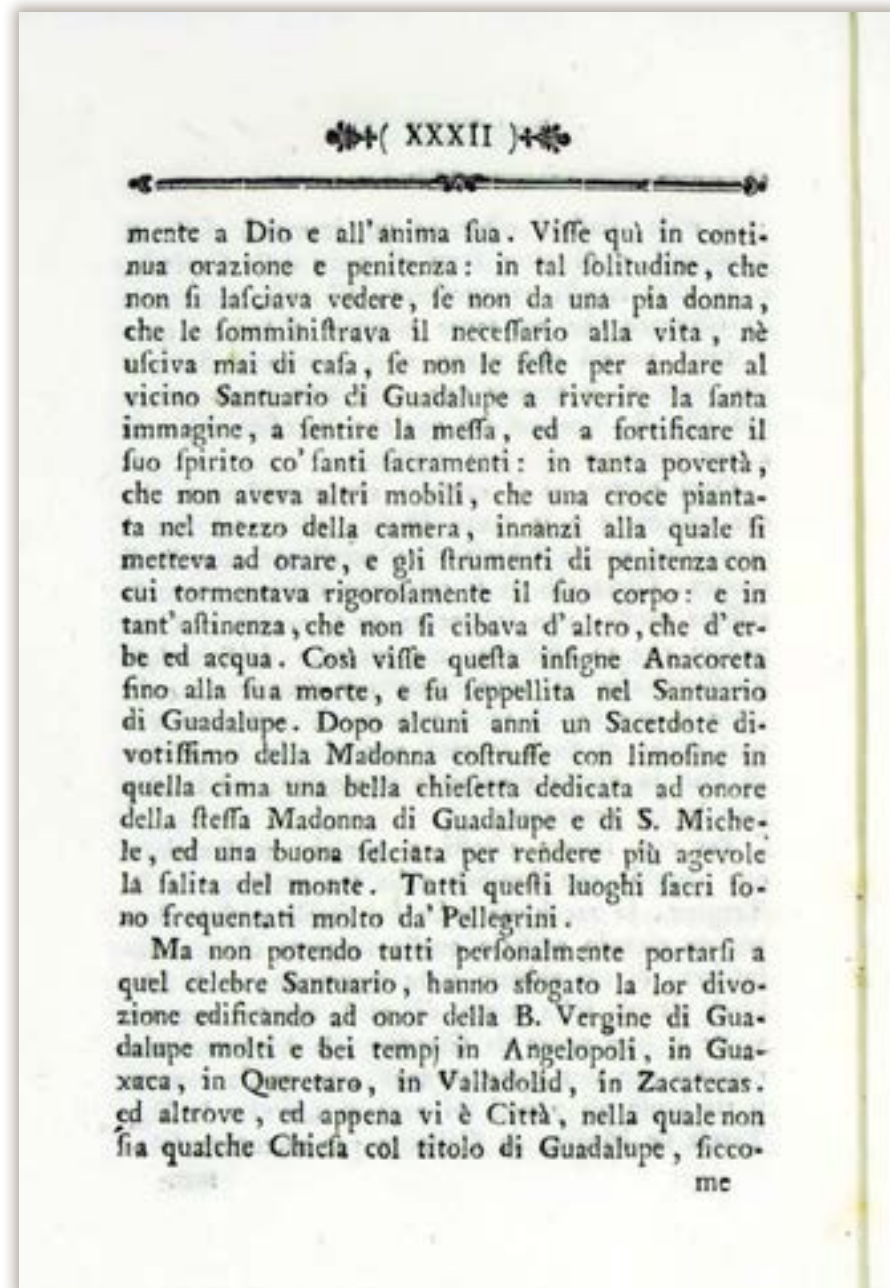 ( XXXII )
mente a Dio e all'anima ſua. Viſſe quì in conti-
nua orazione e penitenza: in tal ſolitudine, che
non ſi laſciava vedere, ſe non da una pia donna,
che le ſomminiſtrava il neceſſario alla vita, nè
uſciva mai di caſa, ſe non le feſte per andare al
vicino Santuario di Guadalupe a riverire la ſanta
immagine, a ſentire la meſſa, ed a fortificare il
ſuo ſpirito co' ſanti ſacramenti: in tanta povertà,
che non aveva altri mobili, che una croce pianta-
ta nel mezzo della camera, innanzi alla quale ſi
metteva ad orare, e gli ſtrumenti di penitenza con
cui tormentava rigoroſamente il ſuo corpo: e in
tant'aſtinenza, che non ſi cibava d'altro, che d'er-
be ed acqua. Così viſſe queſta inſigne Anacoreta
fino alla ſua morte, e fu ſeppellita nel Santuario
di Guadalupe. Dopo alcuni anni un Sacetdote di-
votiſſimo della Madonna coſtruſſe con limoſine in
quella cima una bella chieſetta dedicata ad onore
della ſteſſa Madonna di Guadalupe e di S. Miche-
le, ed una buona ſelciata per rendere più agevole
la ſalita del monte. Tutti queſti luoghi ſacri ſo-
no frequentati molto da' Pellegrini.
Ma non potendo tutti perſonalmente portarſi a
quel celebre Santuario, hanno sfogato la lor divo-
zione edificando ad onor della B. Vergine di Gua-
dalupe molti e bei tempj in Angelopoli, in Gua-
xaca, in Queretaro, in Valladolid, in Zacatecas.
ed altrove, ed appena vi è Città, nella quale non
ſia qualche Chieſa col titolo di Guadalupe, ſicco-
me